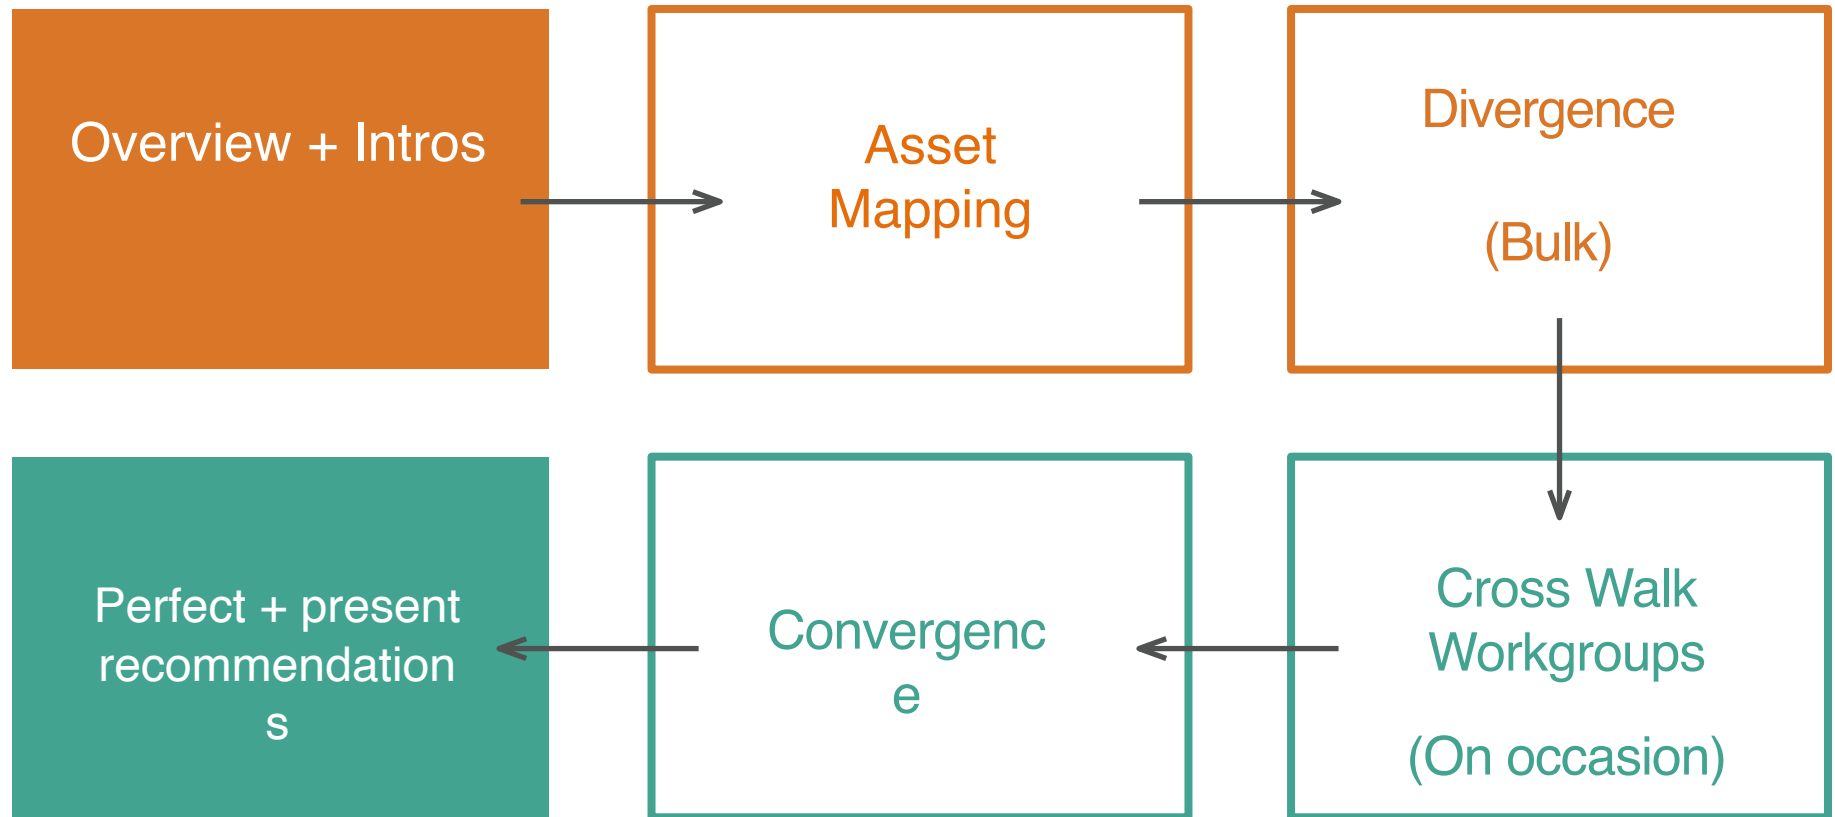 Overview + Intros
Asset
Mapping
Divergence
(Bulk)
Perfect + present
recommendation
s
Convergenc
e
Cross Walk
Workgroups
(On occasion)